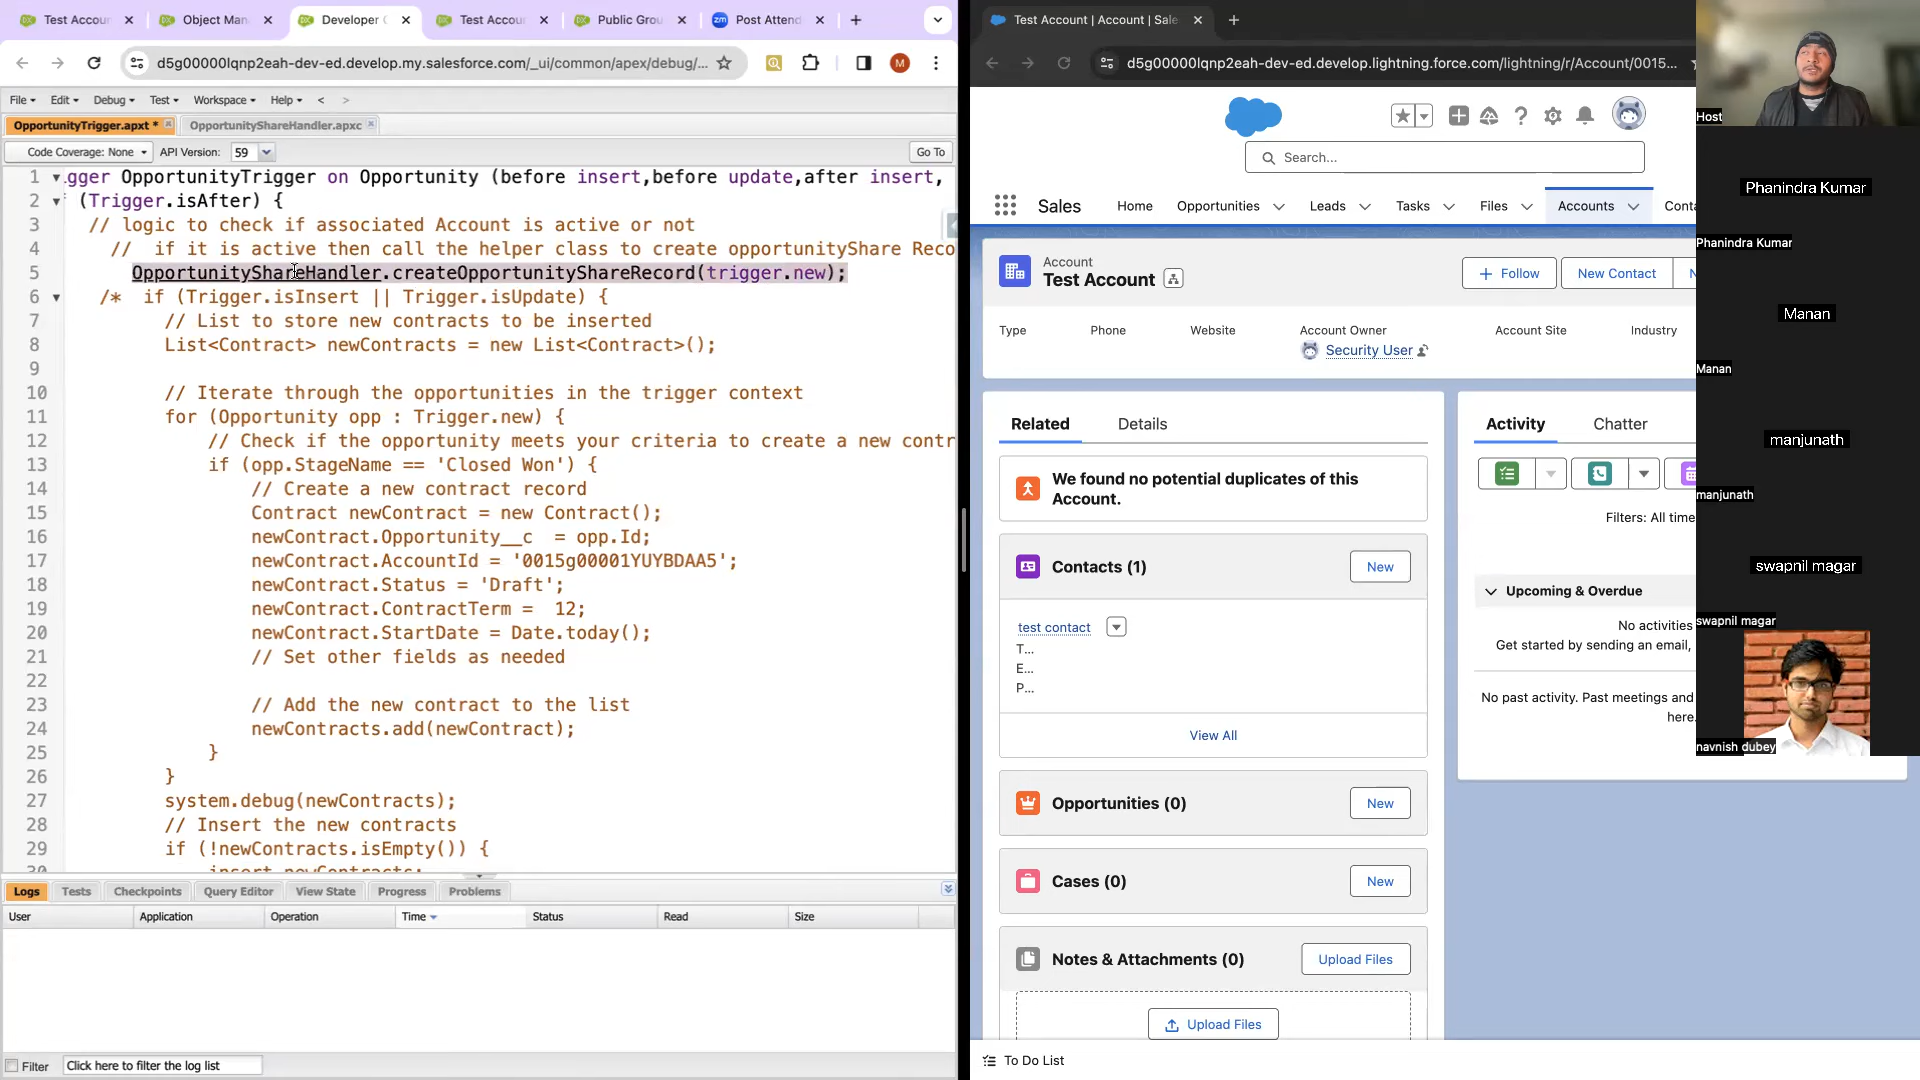 Test Accou
Object Man
Developer C
Test Accou
Public Grou
zm
Post Attend
d5g00000lqnp2eah-dev-ed.develop.my.salesforce.com/_ui/common/apex/debug/...
M
File
Edit
Debug
Test
Workspace
Help
<
>
OpportunityTrigger.apxt *
OpportunityShareHandler.apxc
Code Coverage: None
API Version:
59
Go To
1 gger OpportunityTrigger on Opportunity (before insert,before update,after insert,
2 (Trigger.isAfter) {
3 // logic to check if associated Account is active or not
4 // if it is active then call the helper class to create opportunityShare Reco
5 OpportunityShareHandler.createOpportunityShareRecord(trigger.new);
6 /* if (Trigger.isInsert || Trigger.isUpdate) {
7 // List to store new contracts to be inserted
8 List<Contract> newContracts = new List<Contract>();
9
10 // Iterate through the opportunities in the trigger context
11 for (Opportunity opp : Trigger.new) {
12 // Check if the opportunity meets your criteria to create a new contr
13 if (opp.StageName == 'Closed Won') {
14 // Create a new contract record
15 Contract newContract = new Contract();
16 newContract.Opportunity__c = opp.Id;
17 newContract.AccountId = '0015g00001YUYBDAA5';
18 newContract.Status = 'Draft';
19 newContract.ContractTerm = 12;
20 newContract.StartDate = Date.today();
21 // Set other fields as needed
22
23 // Add the new contract to the list
24 newContracts.add(newContract);
25 }
26 }
27 system.debug(newContracts);
28 // Insert the new contracts
29 if (!newContracts.isEmpty()) {
30 insert newContracts;
Logs
Tests
Checkpoints
Query Editor
View State
Progress
Problems
User
Application
Operation
Time
Status
Read
Size
Filter
Click here to filter the log list
Test Account | Account | Sale
d5g00000lqnp2eah-dev-ed.develop.lightning.force.com/lightning/r/Account/0015...
Search...
Sales
Home
Opportunities
Leads
Tasks
Files
Accounts
Conta
Account
Test Account
Follow
New Contact
N
Type
Phone
Website
Account Owner
Account Site
Industry
Security User
Related
Details
We found no potential duplicates of this
Account.
Contacts (1)
New
test contact
T...
E...
P...
View All
Opportunities (0)
New
Cases (0)
New
Notes & Attachments (0)
Upload Files
Upload Files
Activity
Chatter
Filters: All time
Upcoming & Overdue
No activities
Get started by sending an email,
No past activity. Past meetings and
here.
To Do List
Host
Phanindra Kumar
Phanindra Kumar
Manan
Manan
manjunath
manjunath
swapnil magar
swapnil magar
navnish dubey